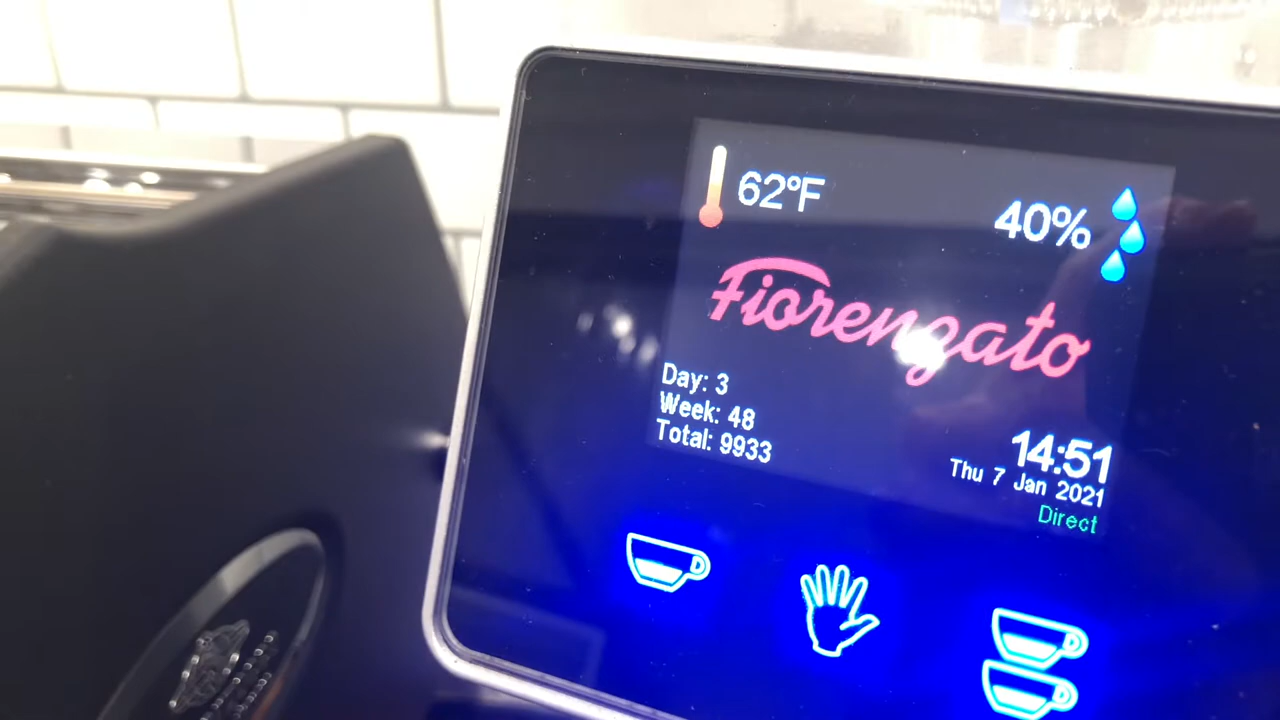 62°F
40%
Fiorenzato
Day: 3
Week: 48
Total: 9933
14:51
Thu 7 Jan 2021
Direct